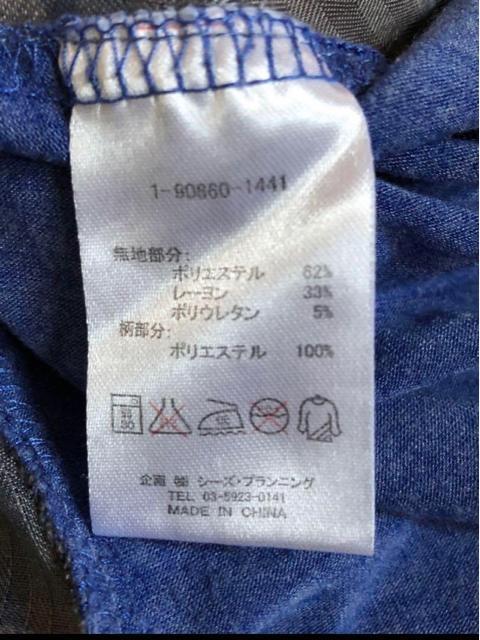 1-90860-1441
無地部分:
ポリエステル 62%
レーヨン 33%
ポリウレタン 5%
柄部分:
ポリエステル 100%
企画 ㈱ シーズ・プランニング
TEL 03-5923-0141
MADE IN CHINA